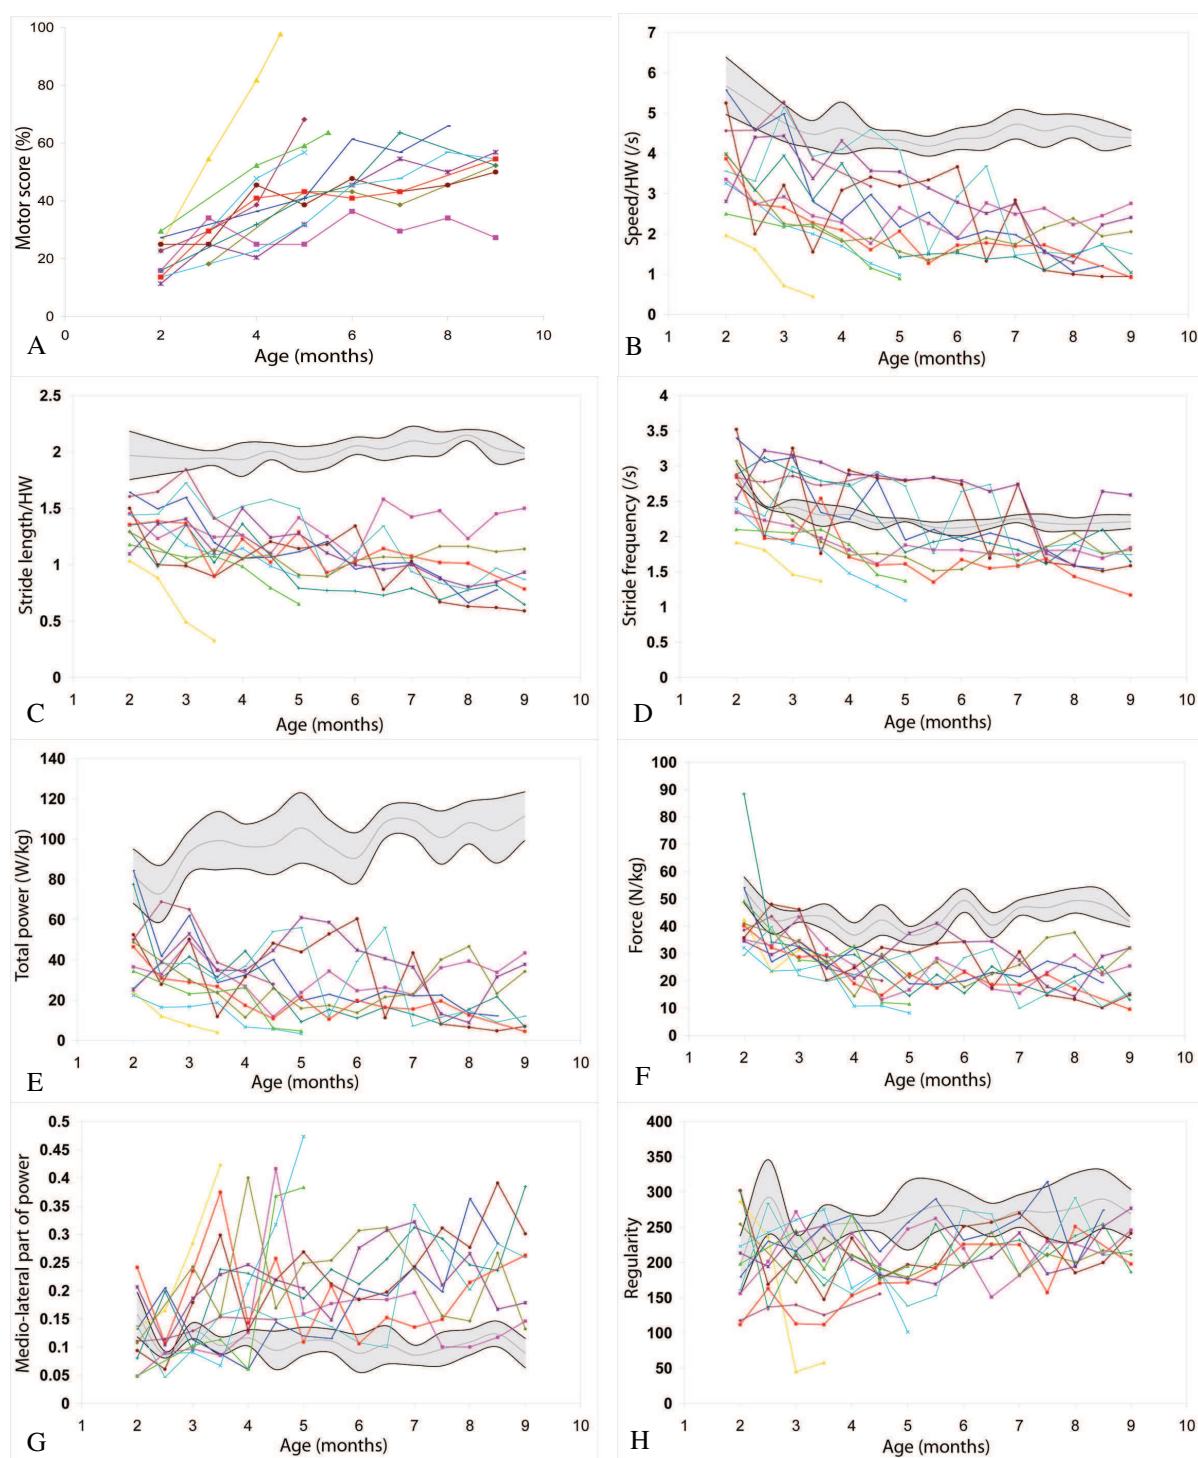 100
80
60
40
20
0
Motor score (%)
0 2 4 6 8 10
Age (months)
A
7
6
5
4
3
2
1
0
Speed/HW (/s)
1 2 3 4 5 6 7 8 9 10
Age (months)
B
2.5
2
1.5
1
0.5
0
Stride length/HW
1 2 3 4 5 6 7 8 9 10
Age (months)
C
4
3.5
3
2.5
2
1.5
1
0.5
0
Stride frequency (/s)
1 2 3 4 5 6 7 8 9 10
Age (months)
D
140
120
100
80
60
40
20
0
Total power (W/kg)
1 2 3 4 5 6 7 8 9 10
Age (months)
E
100
90
80
70
60
50
40
30
20
10
0
Force (N/kg)
1 2 3 4 5 6 7 8 9 10
Age (months)
F
0.5
0.45
0.4
0.35
0.3
0.25
0.2
0.15
0.1
0.05
0
Medio-lateral part of power
1 2 3 4 5 6 7 8 9 10
Age (months)
G
400
350
300
250
200
150
100
50
0
Regularity
1 2 3 4 5 6 7 8 9 10
Age (months)
H